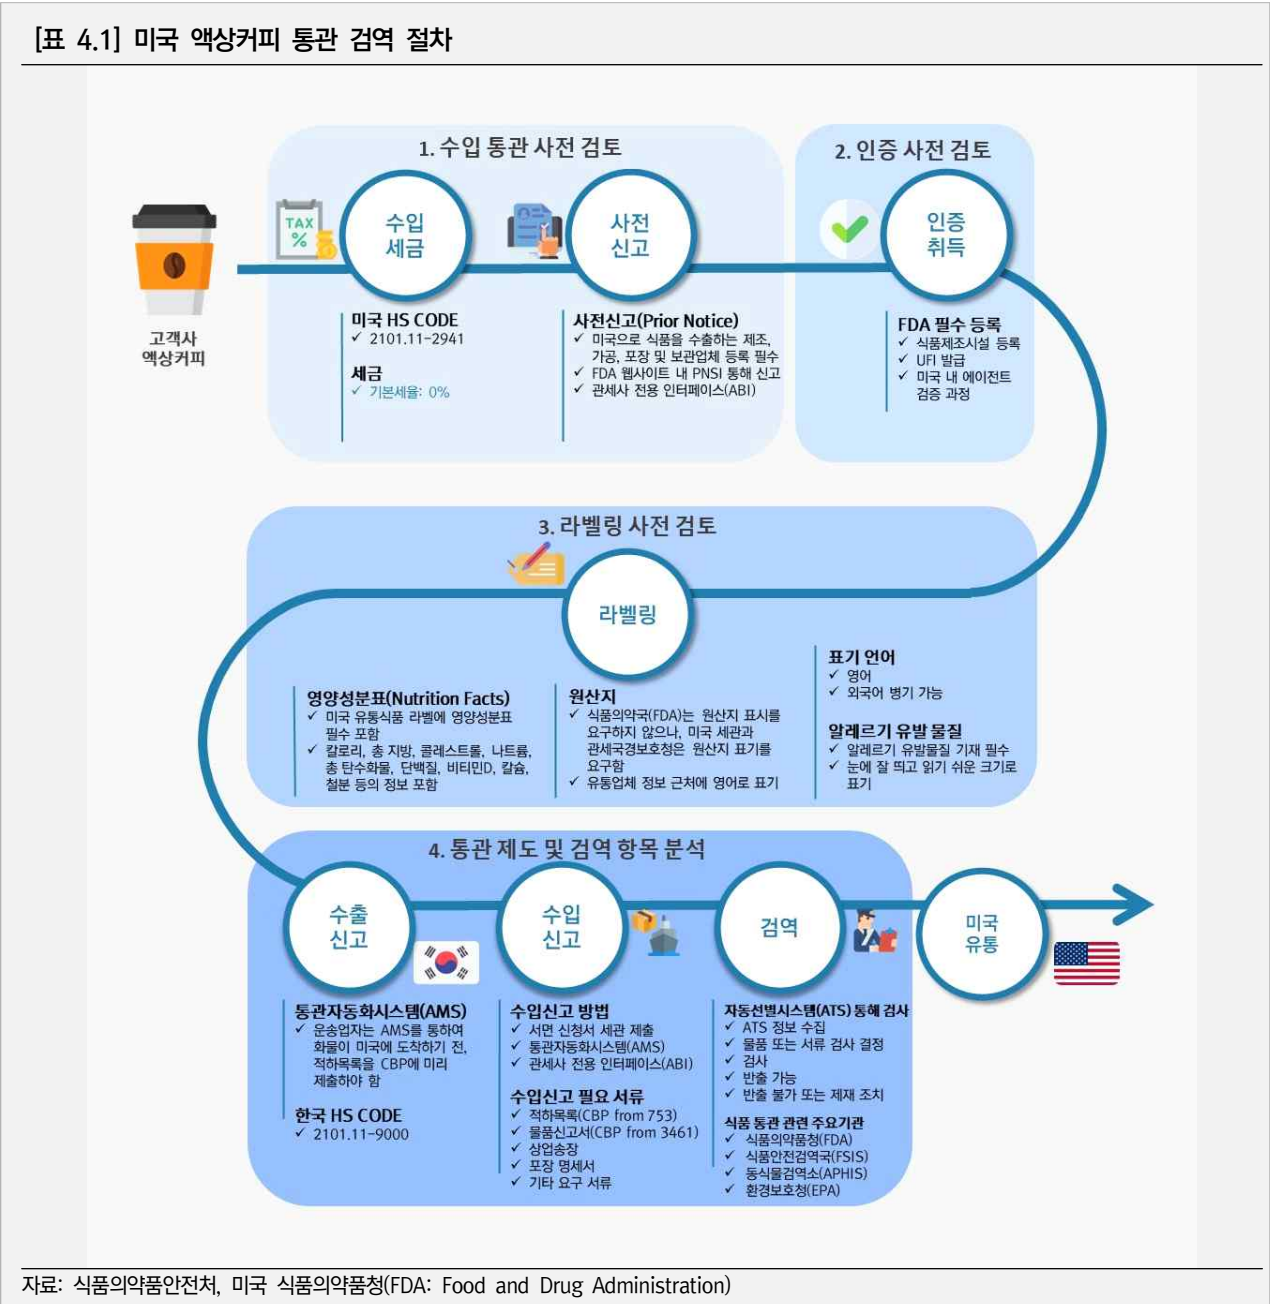 [표 4.1] 미국 액상커피 통관 검역 절차
1. 수입 통관 사전 검토
TAX
%
수입
세금
사전
신고
고객사
액상커피
미국 HS CODE
✓ 2101.11-2941
세금
✓ 기본세율: 0%
사전신고(Prior Notice)
✓ 미국으로 식품을 수출하는 제조,
가공, 포장 및 보관업체 등록 필수
✓ FDA 웹사이트 내 PNSI 통해 신고
✓ 관세사 전용 인터페이스(ABI)
2. 인증 사전 검토
인증
취득
FDA 필수 등록
✓ 식품제조시설 등록
✓ UFI 발급
✓ 미국 내 에이전트
검증 과정
3. 라벨링 사전 검토
라벨링
영양성분표(Nutrition Facts)
✓ 미국 유통식품 라벨에 영양성분표
필수 포함
✓ 칼로리, 총 지방, 콜레스트롤, 나트륨,
총 탄수화물, 단백질, 비타민D, 칼슘,
철분 등의 정보 포함
원산지
✓ 식품의약국(FDA)는 원산지 표시를
요구하지 않으나, 미국 세관과
관세국경보호청은 원산지 표기를
요구함
✓ 유통업체 정보 근처에 영어로 표기
표기 언어
✓ 영어
✓ 외국어 병기 가능
알레르기 유발 물질
✓ 알레르기 유발물질 기재 필수
✓ 눈에 잘 띄고 읽기 쉬운 크기로
표기
4. 통관 제도 및 검역 항목 분석
수출
신고
수입
신고
검역
미국
유통
통관자동화시스템(AMS)
✓ 운송업자는 AMS를 통하여
화물이 미국에 도착하기 전,
적하목록을 CBP에 미리
제출하야 함
한국 HS CODE
✓ 2101.11-9000
수입신고 방법
✓ 서면 신청서 세관 제출
✓ 통관자동화시스템(AMS)
✓ 관세사 전용 인터페이스(ABI)
수입신고 필요 서류
✓ 적하목록(CBP from 753)
✓ 물품신고서(CBP from 3461)
✓ 상업송장
✓ 포장 명세서
✓ 기타 요구 서류
자동선별시스템(ATS) 통해 검사
✓ ATS 정보 수집
✓ 물품 또는 서류 검사 결정
✓ 검사
✓ 반출 가능
✓ 반출 불가 또는 제재 조치
식품 통관 관련 주요기관
✓ 식품의약품청(FDA)
✓ 식품안전검역국(FSIS)
✓ 동식물검역소(APHIS)
✓ 환경보호청(EPA)
자료: 식품의약품안전처, 미국 식품의약품청(FDA: Food and Drug Administration)